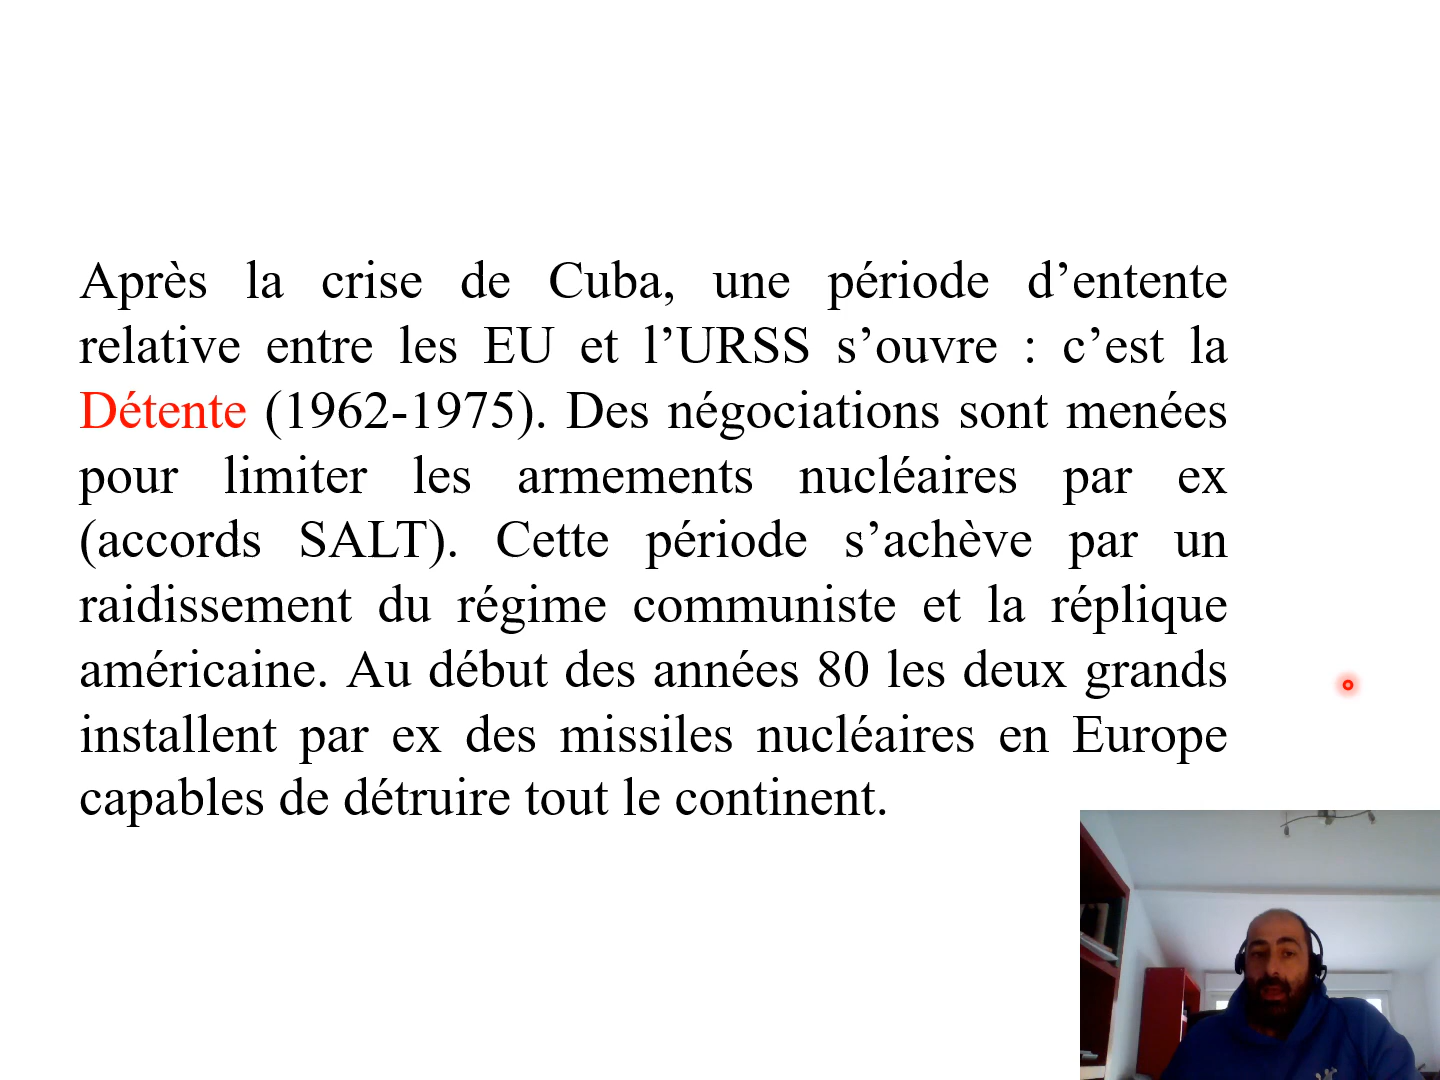 Après la crise de Cuba, une période d’entente
relative entre les EU et l’URSS s’ouvre : c’est la
Détente (1962-1975). Des négociations sont menées
pour limiter les armements nucléaires par ex
(accords SALT). Cette période s’achève par un
raidissement du régime communiste et la réplique
américaine. Au début des années 80 les deux grands
installent par ex des missiles nucléaires en Europe
capables de détruire tout le continent.